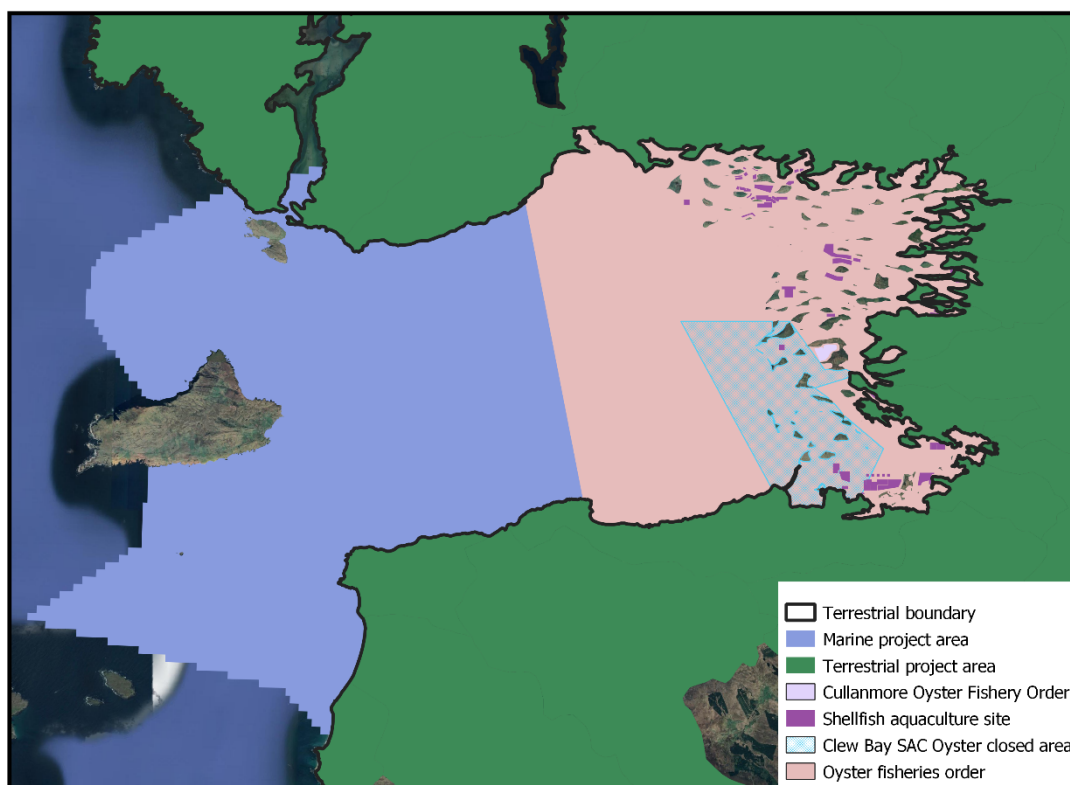 Terrestrial boundary
Marine project area
Terrestrial project area
Cullanmore Oyster Fishery Order
Shellfish aquaculture site
Clew Bay SAC Oyster closed area
Oyster fisheries order